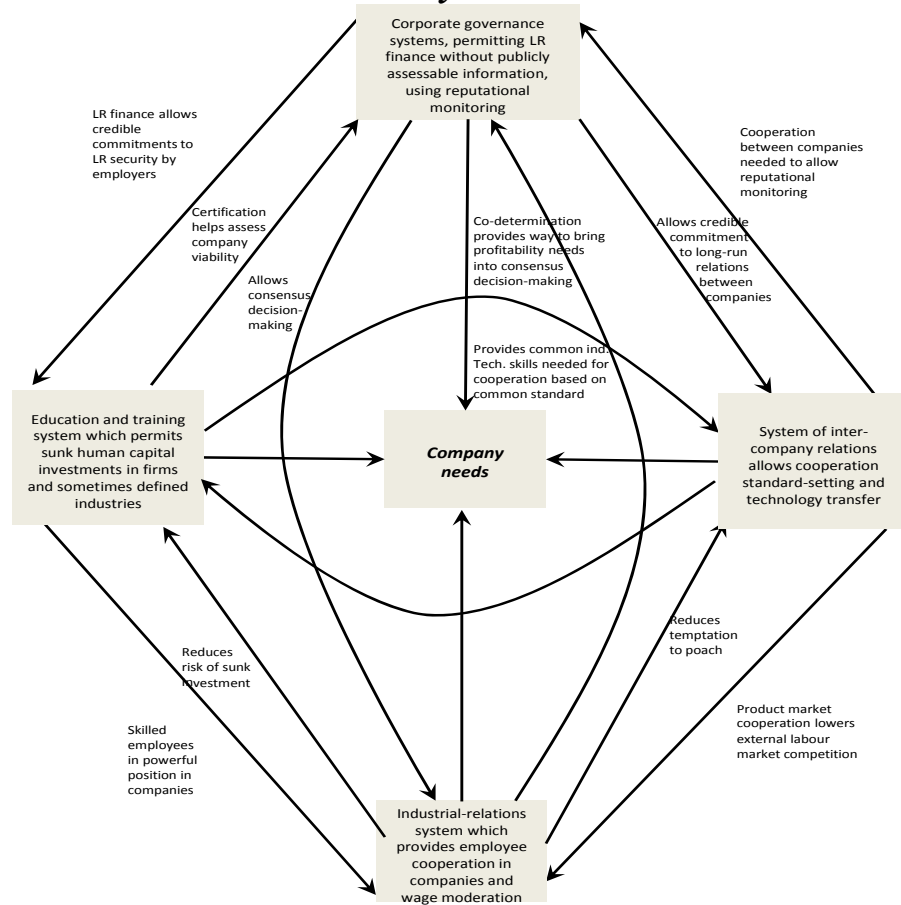 Corporate governance
systems, permitting LR
finance without publicly
assessable information,
using reputational
monitoring
LR finance allows
credible
commitments to
LR security by
employers
Cooperation
between companies
needed to allow
reputational
monitoring
Certification
helps assess
company
viability
Co-determination
provides way to bring
profitability needs
into consensus
decision-making
Allows credible
commitment
to long-run
relations
between
companies
Allows
consensus
decision-
making
Provides common ind.
Tech. skills needed for
cooperation based on
common standard
Education and training
system which permits
sunk human capital
investments in firms
and sometimes defined
industries
Company
needs
System of inter-
company relations
allows cooperation
standard-setting and
technology transfer
Reduces
risk of sunk
investment
Reduces
temptation
to poach
Skilled
employees
in powerful
position in
companies
Product market
cooperation lowers
external labour
market competition
Industrial-relations
system which
provides employee
cooperation in
companies and
wage moderation